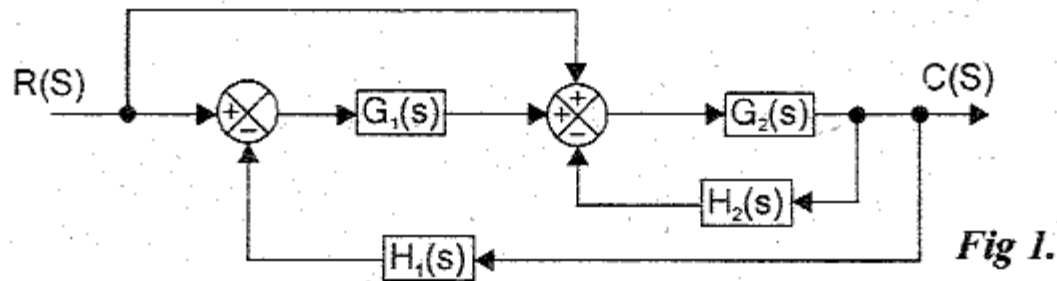 R(S)
G₁(s)
G₂(s)
C(S)
H₂(s)
H₁(s)
Fig 1.
+
−
+
+
−